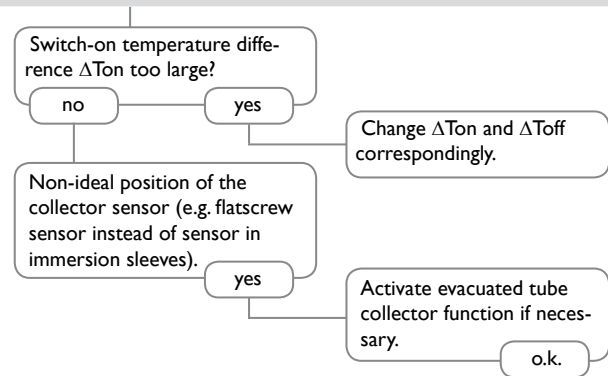 Switch-on temperature diffe-
rence ΔTon too large?
no
yes
Change ΔTon and ΔToff
correspondingly.
Non-ideal position of the
collector sensor (e.g. flatscrew
sensor instead of sensor in
immersion sleeves).
yes
Activate evacuated tube
collector function if neces-
sary.
o.k.